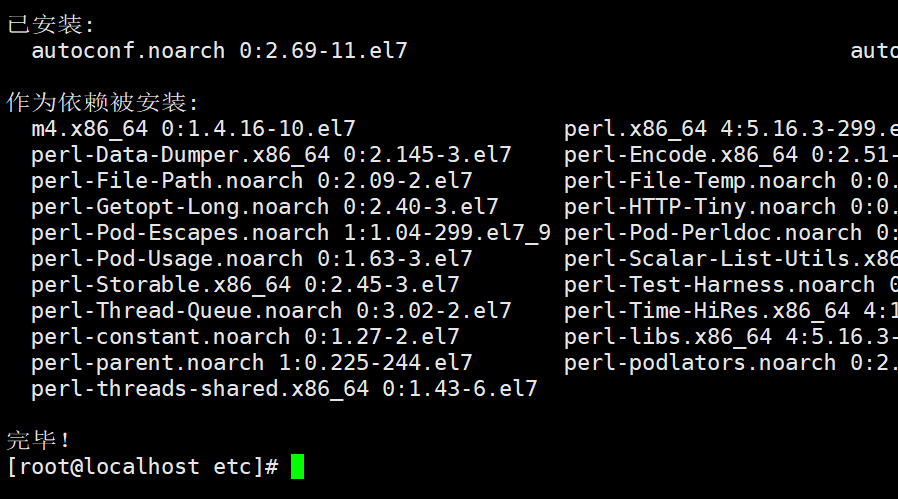 已安装:
autoconf.noarch 0:2.69-11.el7 auto
作为依赖被安装:
m4.x86_64 0:1.4.16-10.el7 perl.x86_64 4:5.16.3-299.e
perl-Data-Dumper.x86_64 0:2.145-3.el7 perl-Encode.x86_64 0:2.51-
perl-File-Path.noarch 0:2.09-2.el7 perl-File-Temp.noarch 0:0.
perl-Getopt-Long.noarch 0:2.40-3.el7 perl-HTTP-Tiny.noarch 0:0.
perl-Pod-Escapes.noarch 1:1.04-299.el7_9 perl-Pod-Perldoc.noarch 0:
perl-Pod-Usage.noarch 0:1.63-3.el7 perl-Scalar-List-Utils.x86
perl-Storable.x86_64 0:2.45-3.el7 perl-Test-Harness.noarch 0
perl-Thread-Queue.noarch 0:3.02-2.el7 perl-Time-HiRes.x86_64 4:1
perl-constant.noarch 0:1.27-2.el7 perl-libs.x86_64 4:5.16.3-
perl-parent.noarch 1:0.225-244.el7 perl-podlators.noarch 0:2.
perl-threads-shared.x86_64 0:1.43-6.el7
完毕！
[root@localhost etc]#